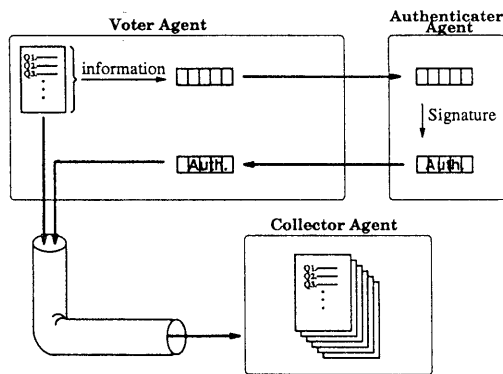 Voter Agent
Authenticater
Agent
Q1.
Q2.
Q3.
information
Signature
Auth.
Auth.
Collector Agent
Q1.
Q2.
Q3.